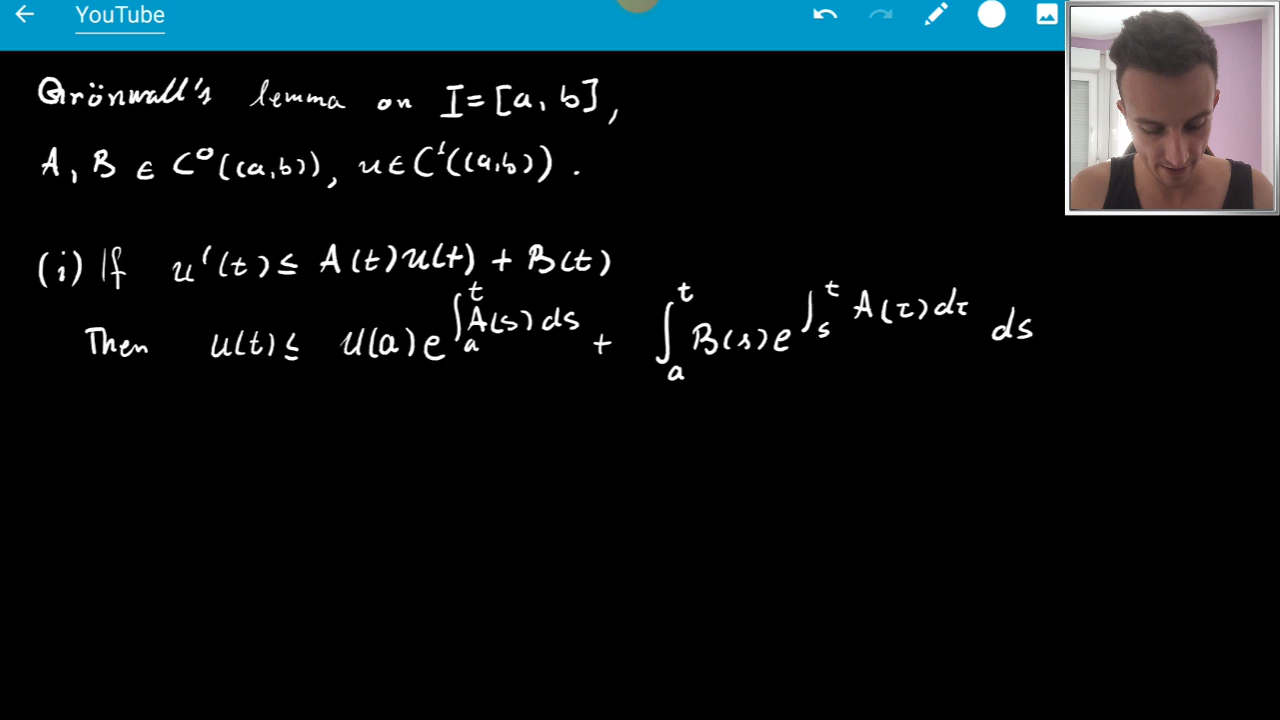 YouTube
Grönwall's lemma on I = [a, b],
A, B ∈ C⁰((a,b)), u ∈ C¹((a,b)).
(i) If u'(t) ≤ A(t)u(t) + B(t)
Then u(t) ≤ u(a)e^{∫_a^t A(s)ds} + ∫_a^t B(s)e^{∫_s^t A(τ)dτ} ds